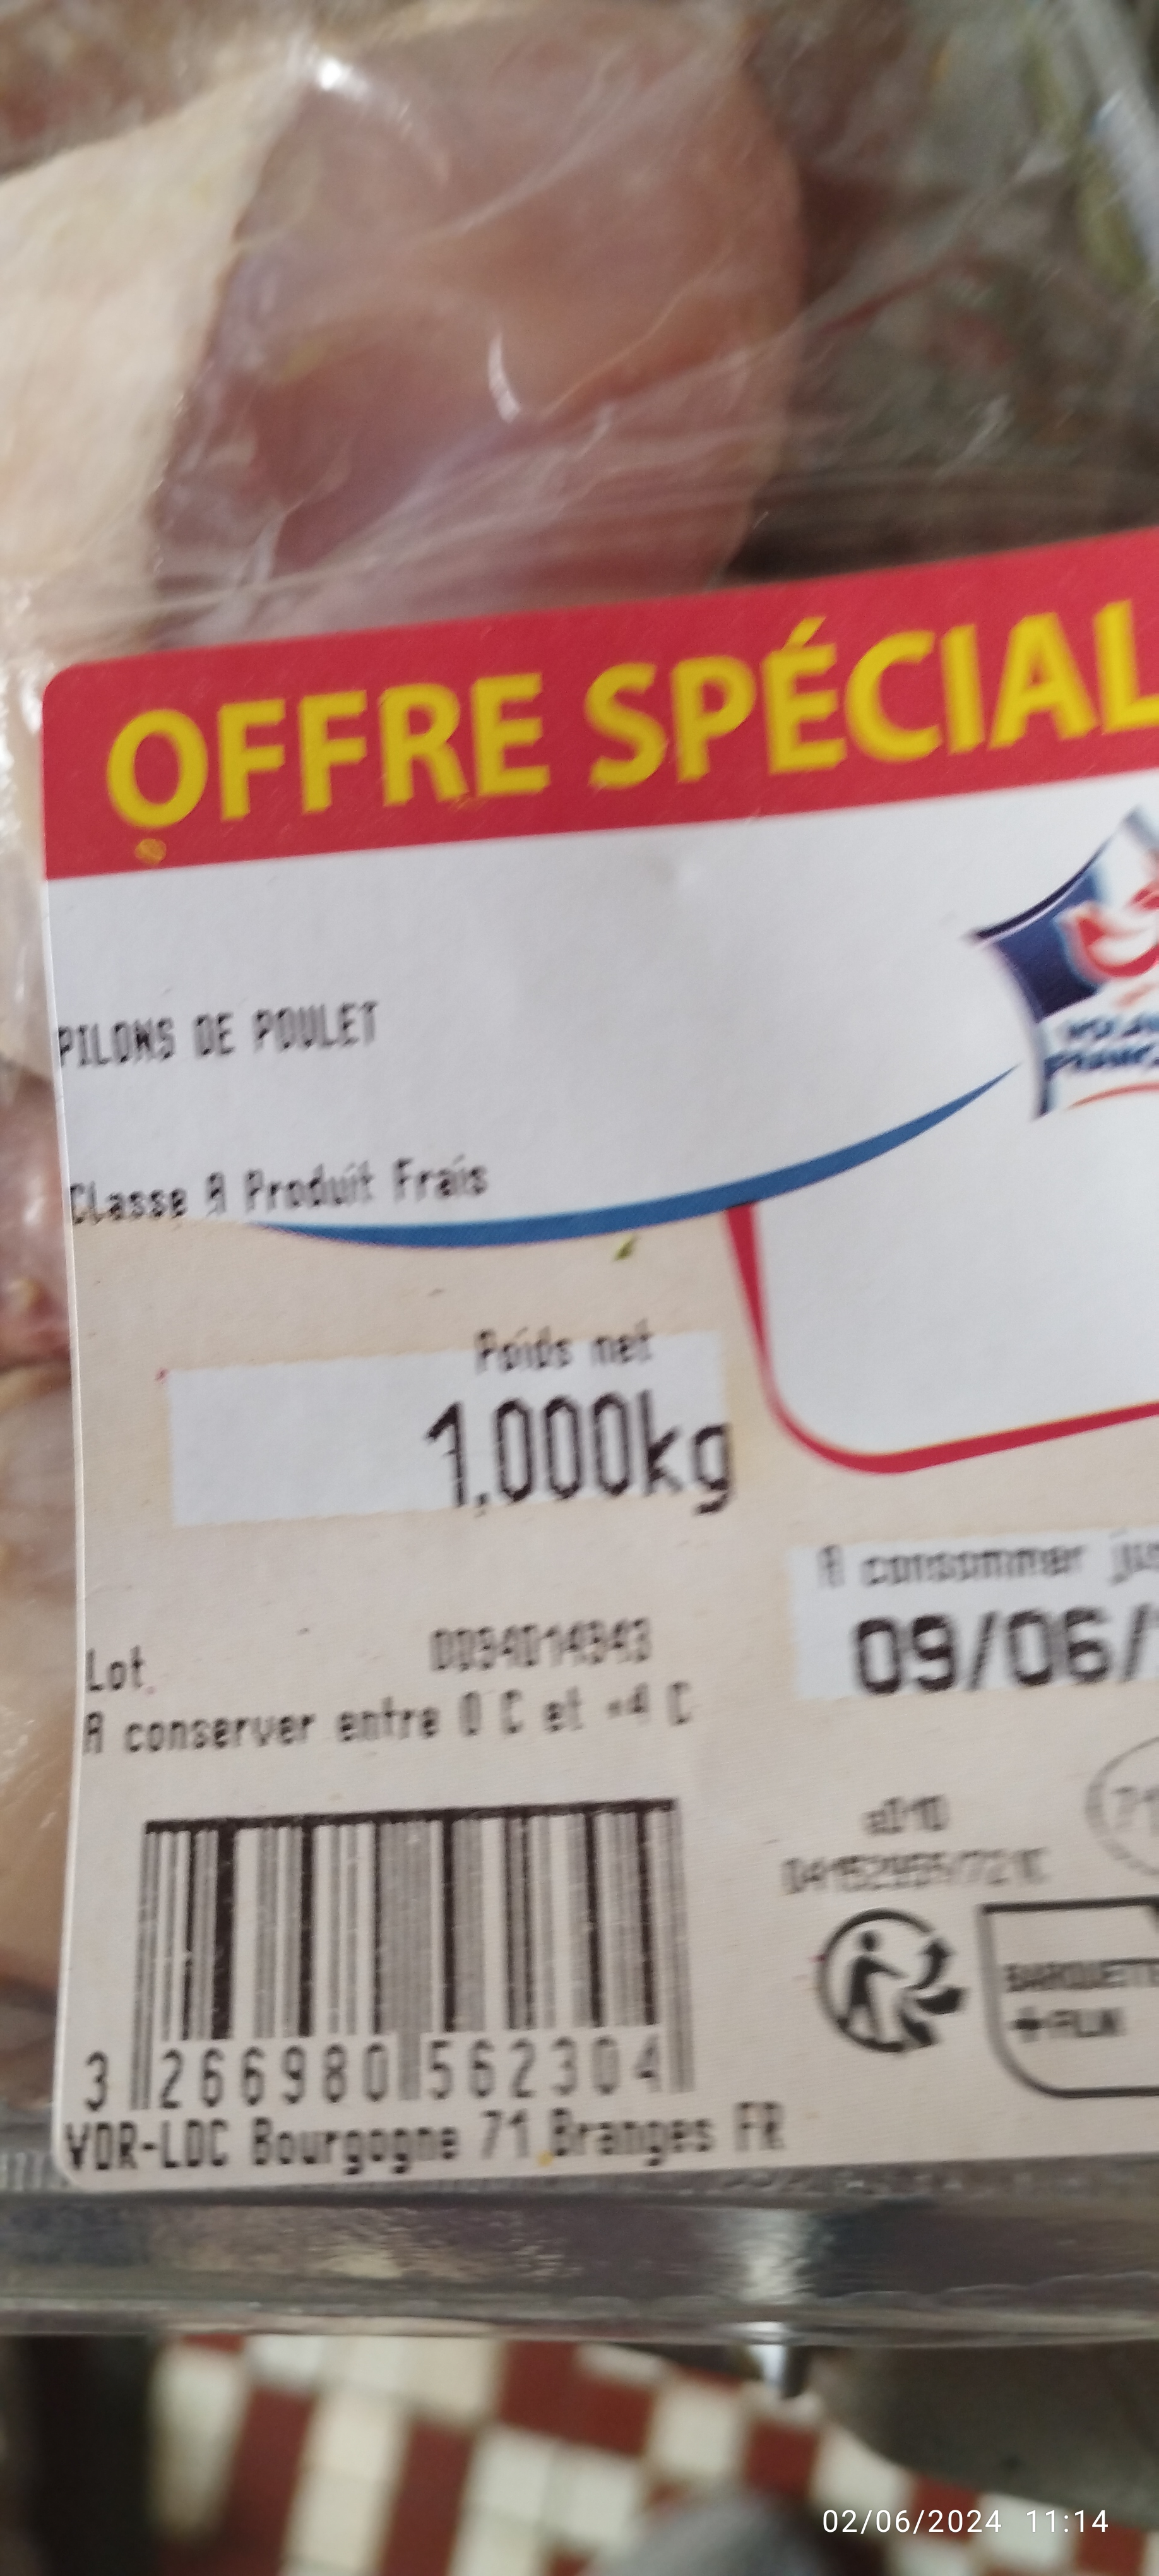 OFFRE SPÉCIAL
PILONS DE POULET
Classe A Produit Frais
Poids net
1,000kg
A consommer
09/06/
Lot.
A conserver entre 0 C et +4 C
+ FILM
3 266980 562304
VDR-LDC Bourgogne 71 Branges FR
02/06/2024 11:14